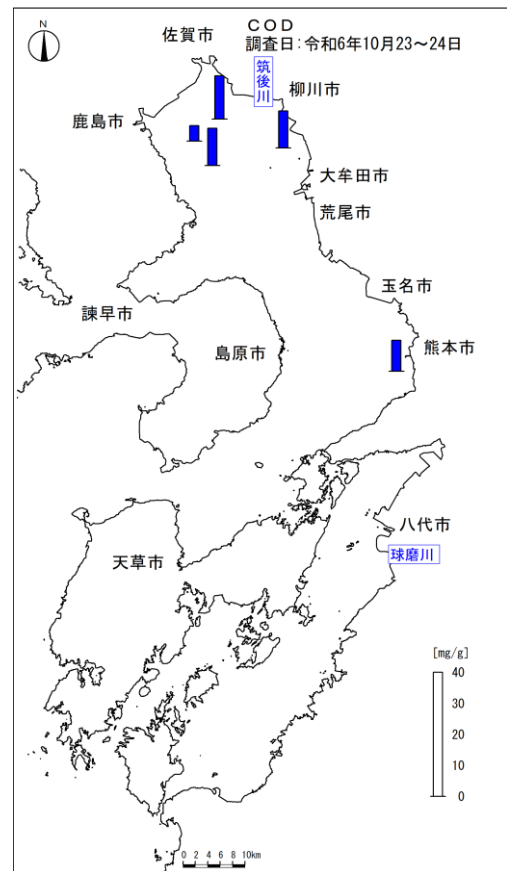 N
COD
調査日:令和6年10月23~24日
佐賀市
筑後川
柳川市
鹿島市
大牟田市
荒尾市
玉名市
諫早市
島原市
熊本市
八代市
球磨川
天草市
[mg/g]
40
30
20
10
0
0 2 4 6 8 10km